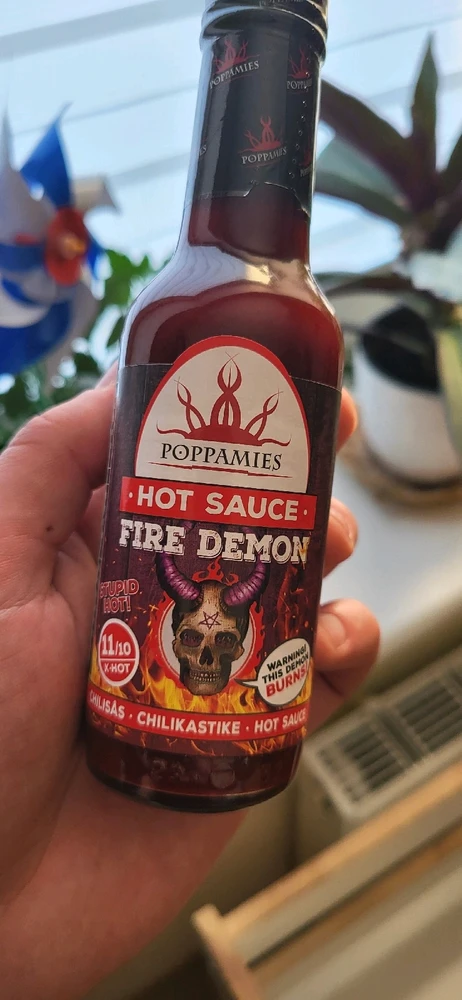 POPPAMIES
POPPAMIES
POPPAMIES
POPPAMIES
· HOT SAUCE ·
FIRE DEMON
STUPID
HOT!
11/10
X-HOT
WARNING!
THIS DEMON
BURNS!
CHILISÅS · CHILIKASTIKE · HOT SAUCE